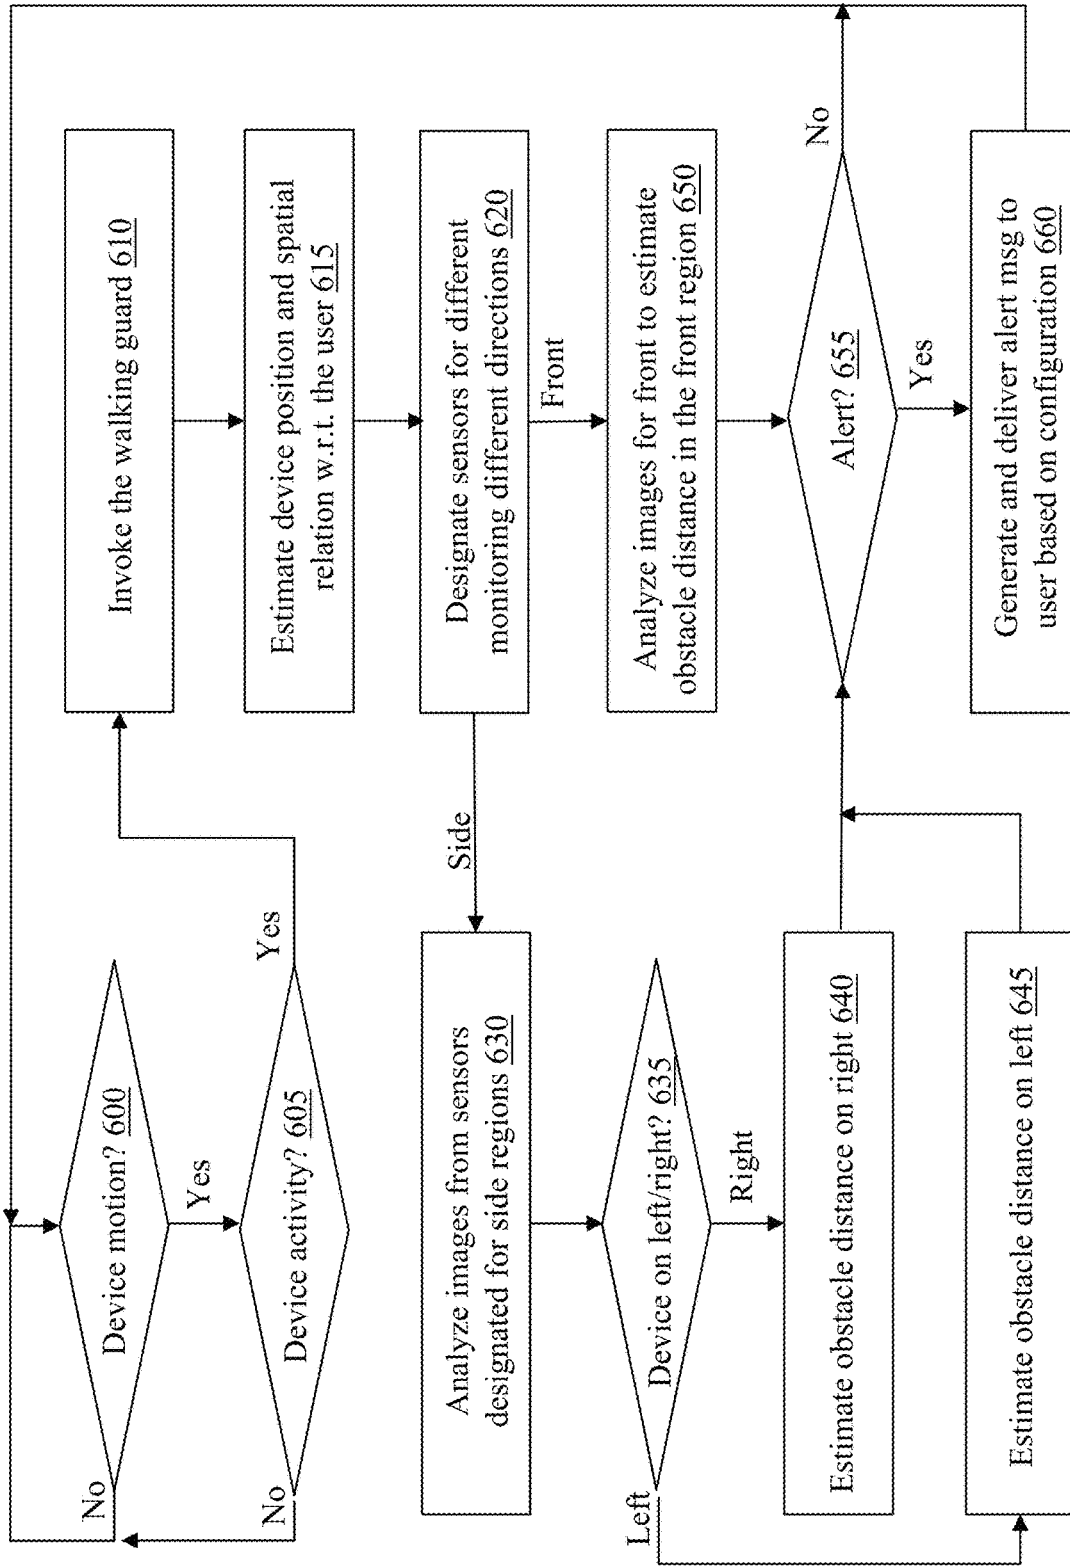 Device motion? 600
No
Yes
Device activity? 605
No
Yes
Invoke the walking guard 610
Estimate device position and spatial
relation w.r.t. the user 615
Designate sensors for different
monitoring different directions 620
Side
Front
Analyze images from sensors
designated for side regions 630
Device on left/right? 635
Left
Right
Estimate obstacle distance on right 640
Estimate obstacle distance on left 645
Analyze images for front to estimate
obstacle distance in the front region 650
Alert? 655
No
Yes
Generate and deliver alert msg to
user based on configuration 660